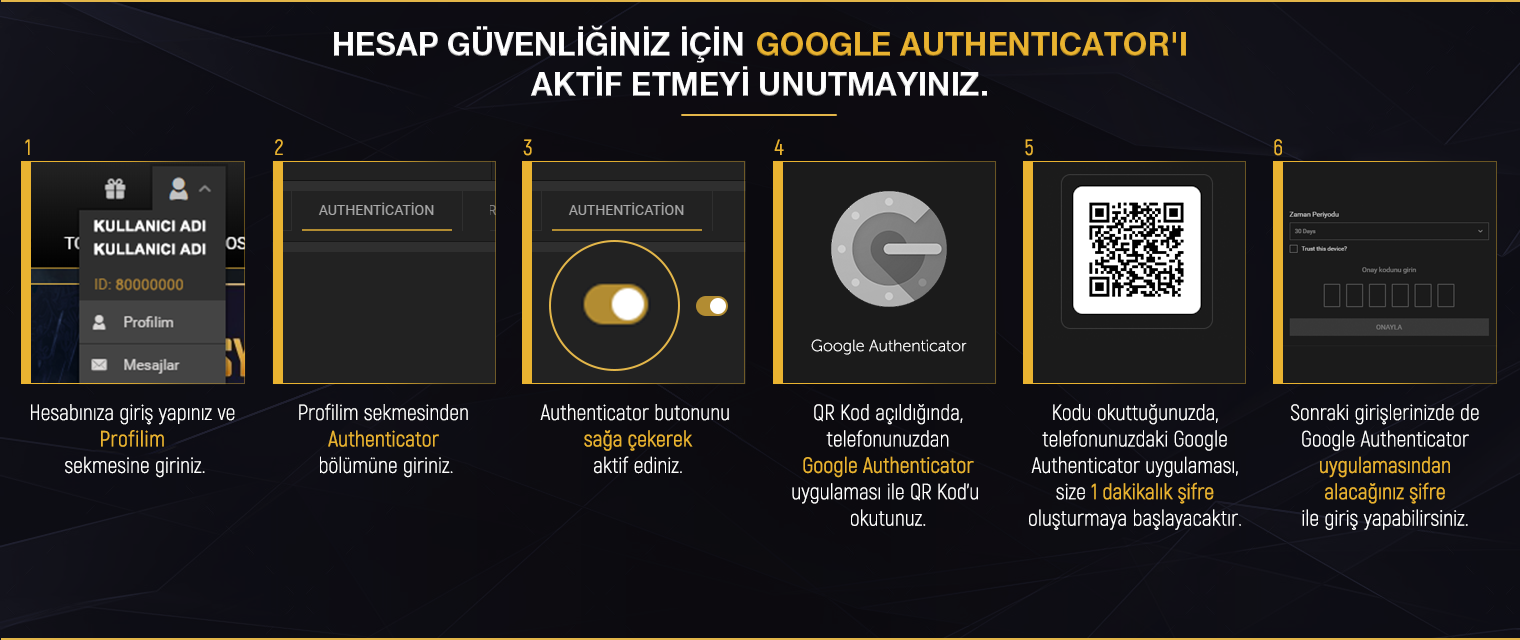 HESAP GÜVENLİĞİNİZ İÇİN GOOGLE AUTHENTICATOR'I
AKTİF ETMEYİ UNUTMAYINIZ.
1
KULLANICI ADI
KULLANICI ADI
ID: 80000000
Profilim
Mesajlar
Hesabınıza giriş yapınız ve
Profilim
sekmesine giriniz.
2
AUTHENTİCATİON
Profilim sekmesinden
Authenticator
bölümüne giriniz.
3
AUTHENTİCATİON
Authenticator butonunu
sağa çekerek
aktif ediniz.
4
Google Authenticator
QR Kod açıldığında,
telefonunuzdan
Google Authenticator
uygulaması ile QR Kod'u
okutunuz.
5
Kodu okuttuğunuzda,
telefonunuzdaki Google
Authenticator uygulaması,
size 1 dakikalık şifre
oluşturmaya başlayacaktır.
6
Zaman Periyodu
30 Days
Trust this device?
Onay kodunu girin
ONAYLA
Sonraki girişlerinizde de
Google Authenticator
uygulamasından
alacağınız şifre
ile giriş yapabilirsiniz.